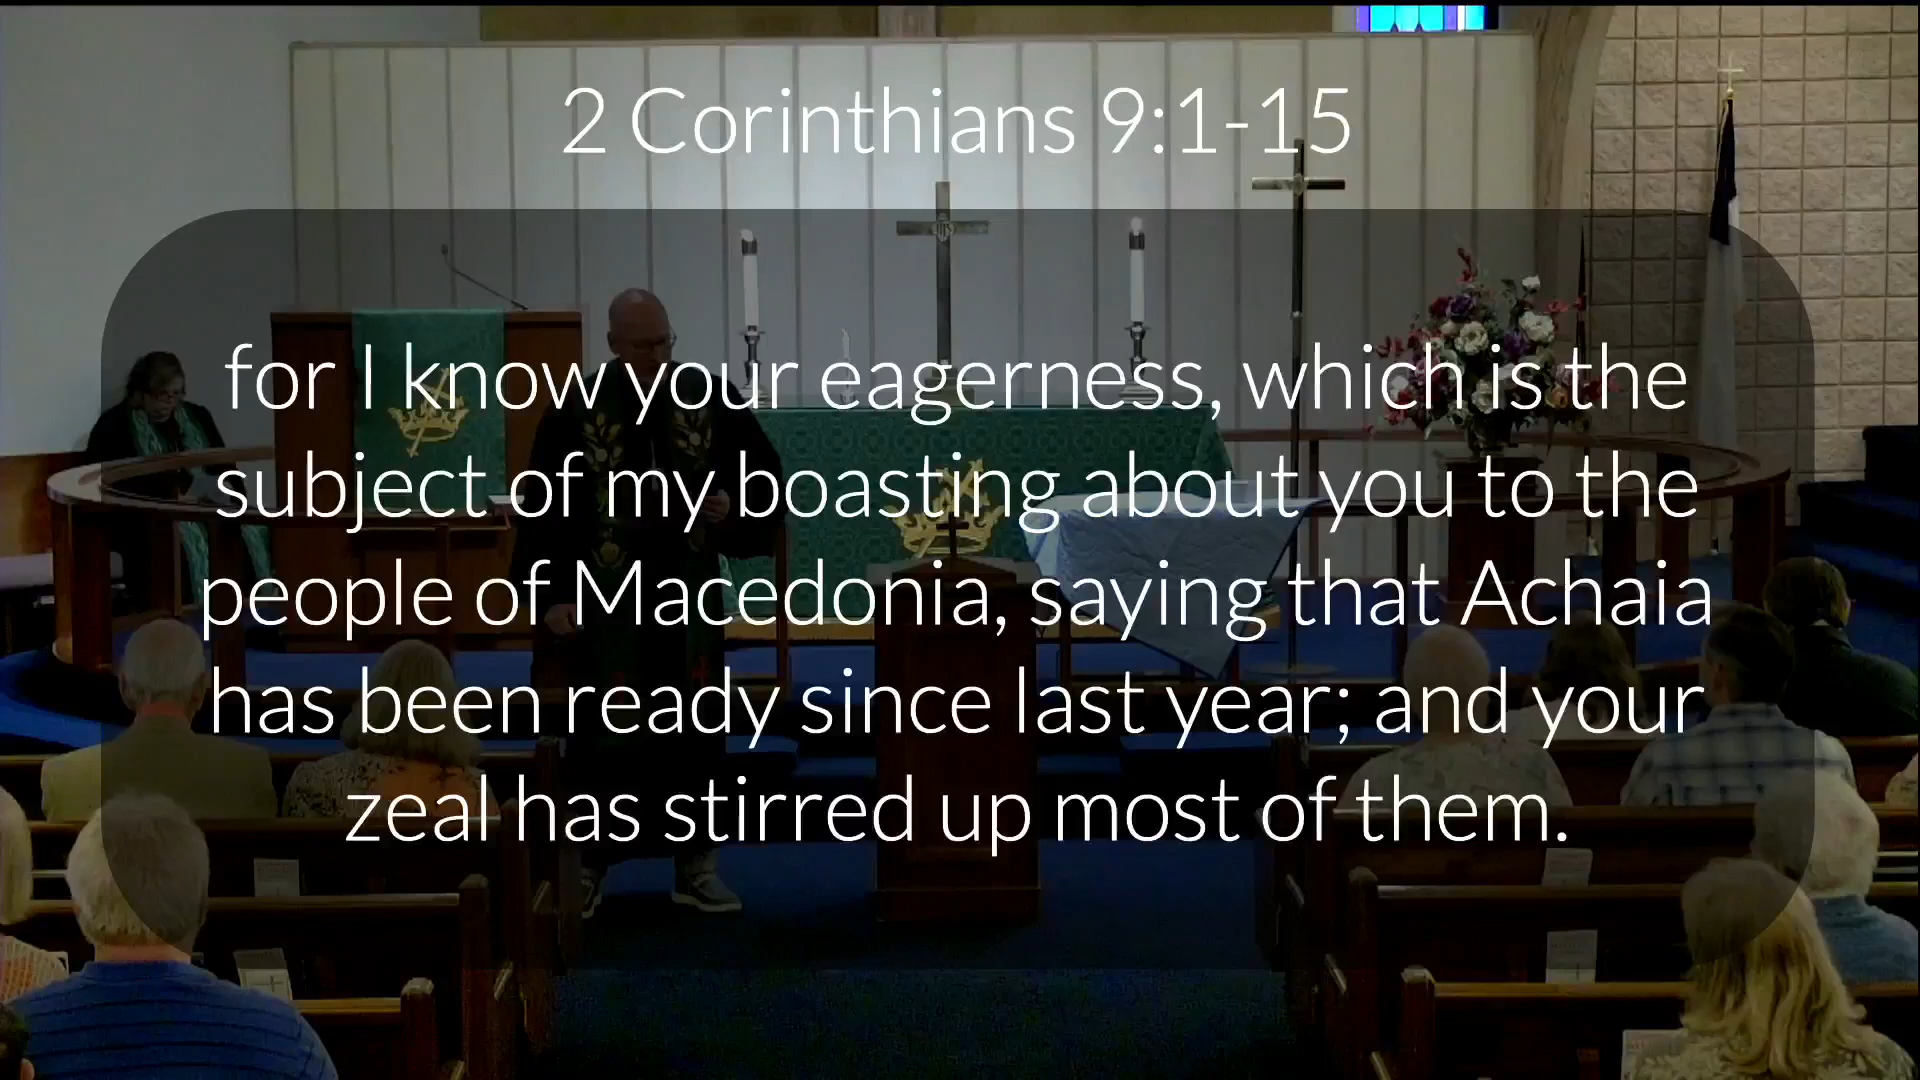 2 Corinthians 9:1-15
for I know your eagerness, which is the
subject of my boasting about you to the
people of Macedonia, saying that Achaia
has been ready since last year; and your
zeal has stirred up most of them.